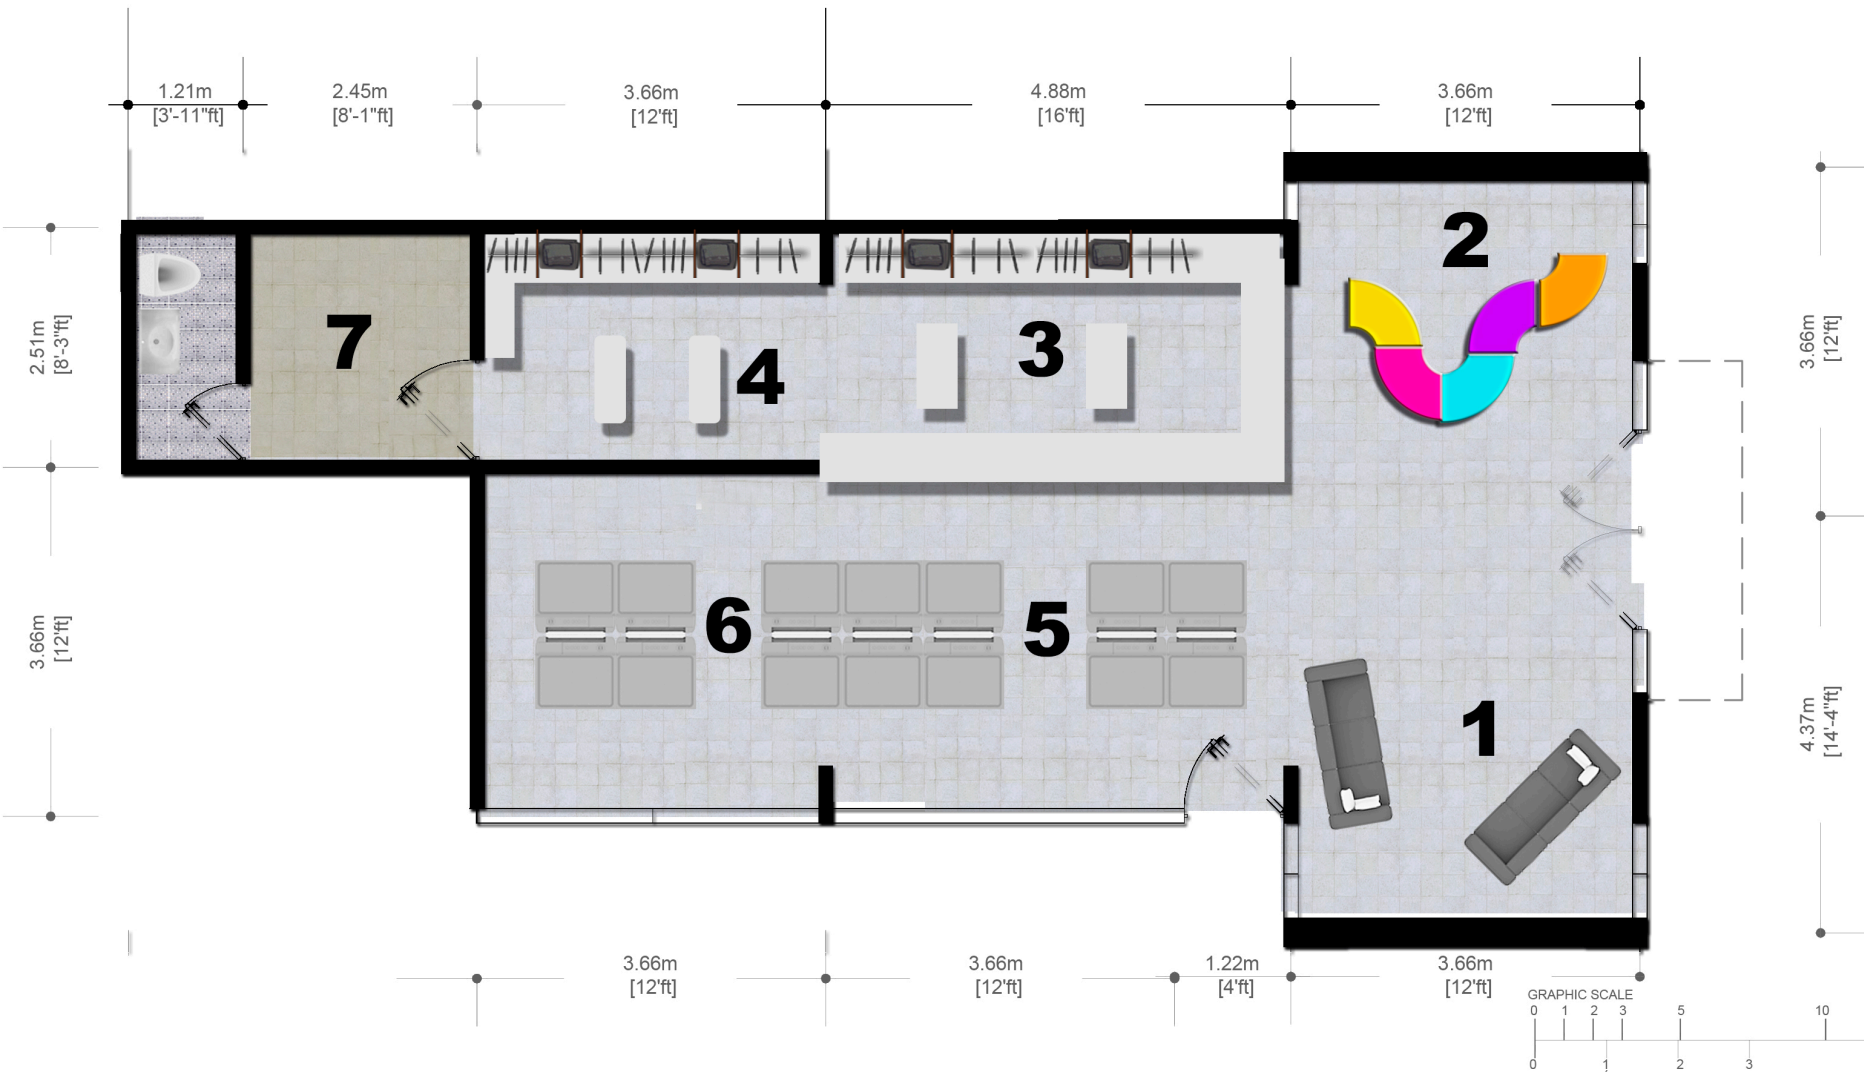 1.21m
[3'-11"ft]
2.45m
[8'-1"ft]
3.66m
[12'ft]
4.88m
[16'ft]
3.66m
[12'ft]
2.51m
[8'-3"ft]
3.66m
[12'ft]
3.66m
[12'ft]
4.37m
[14'-4"ft]
2
7
4
3
6
5
1
3.66m
[12'ft]
3.66m
[12'ft]
1.22m
[4'ft]
3.66m
[12'ft]
GRAPHIC SCALE
0 1 2 3 5 10
0 1 2 3